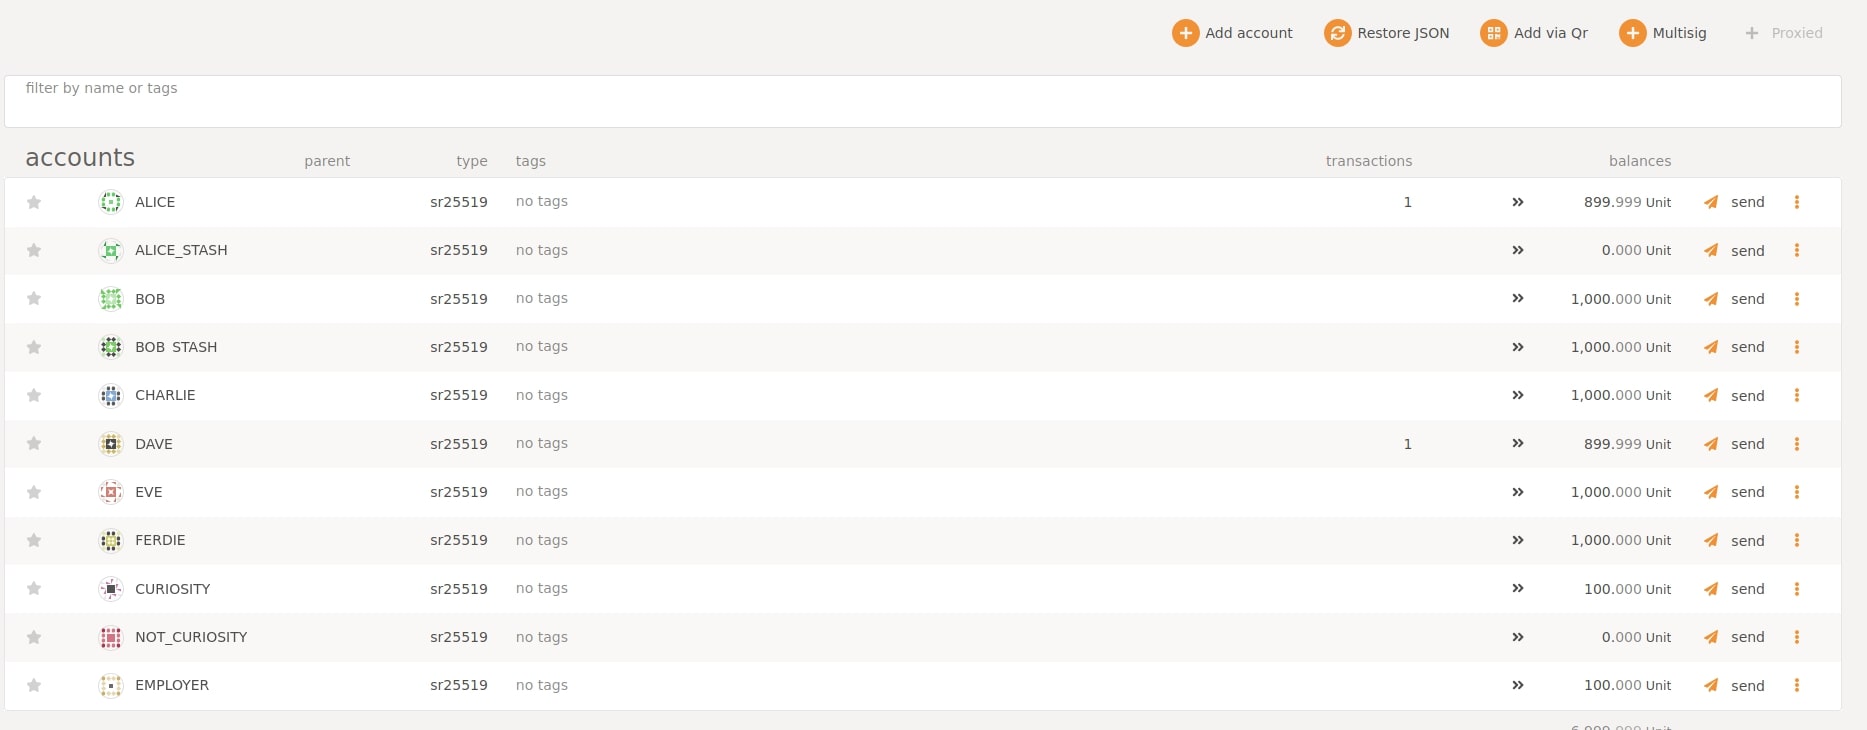 Add account Restore JSON Add via Qr Multisig Proxied
filter by name or tags
accounts parent type tags transactions balances
ALICE sr25519 no tags 1 899.999 Unit send
ALICE_STASH sr25519 no tags 0.000 Unit send
BOB sr25519 no tags 1,000.000 Unit send
BOB STASH sr25519 no tags 1,000.000 Unit send
CHARLIE sr25519 no tags 1,000.000 Unit send
DAVE sr25519 no tags 1 899.999 Unit send
EVE sr25519 no tags 1,000.000 Unit send
FERDIE sr25519 no tags 1,000.000 Unit send
CURIOSITY sr25519 no tags 100.000 Unit send
NOT_CURIOSITY sr25519 no tags 0.000 Unit send
EMPLOYER sr25519 no tags 100.000 Unit send
Unit